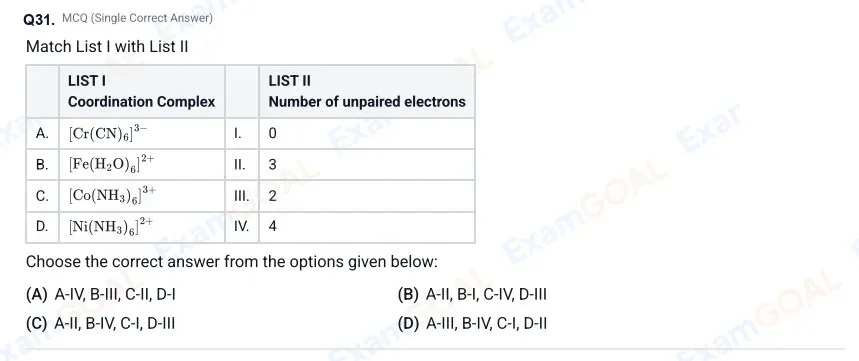 Q31. MCQ (Single Correct Answer)
Match List I with List II
LIST I
Coordination Complex
LIST II
Number of unpaired electrons
A. [Cr(CN)₆]³⁻ I. 0
B. [Fe(H₂O)₆]²⁺ II. 3
C. [Co(NH₃)₆]³⁺ III. 2
D. [Ni(NH₃)₆]²⁺ IV. 4
Choose the correct answer from the options given below:
(A) A-IV, B-III, C-II, D-I (B) A-II, B-I, C-IV, D-III
(C) A-II, B-IV, C-I, D-III (D) A-III, B-IV, C-I, D-II
ExamGOAL